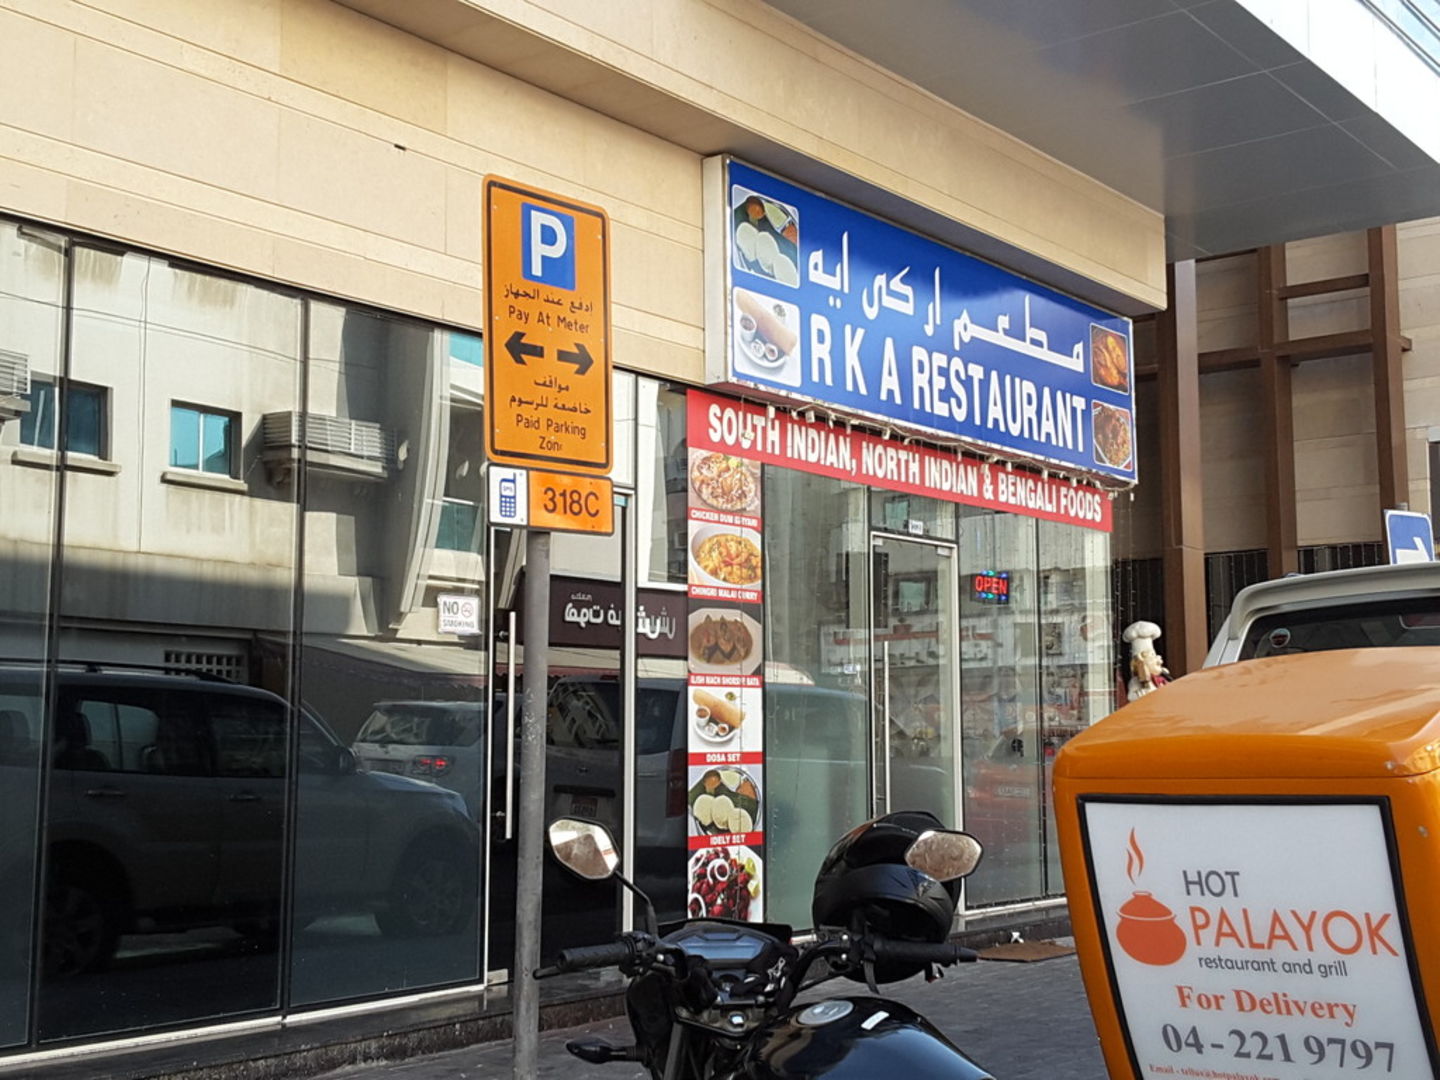 P
إدفع عند الجهاز
Pay At Meter
مواقف
خاضعة للرسوم
Paid Parking
Zone
318C
NO
SMOKING
مطعم ار كى ايه
R K A RESTAURANT
SOUTH INDIAN, NORTH INDIAN & BENGALI FOODS
CHICKEN DUM BIRIYANI
CHINGRI MALAI CURRY
DOSA SET
IDELY SET
OPEN
HOT
PALAYOK
restaurant and grill
For Delivery
04-221 9797